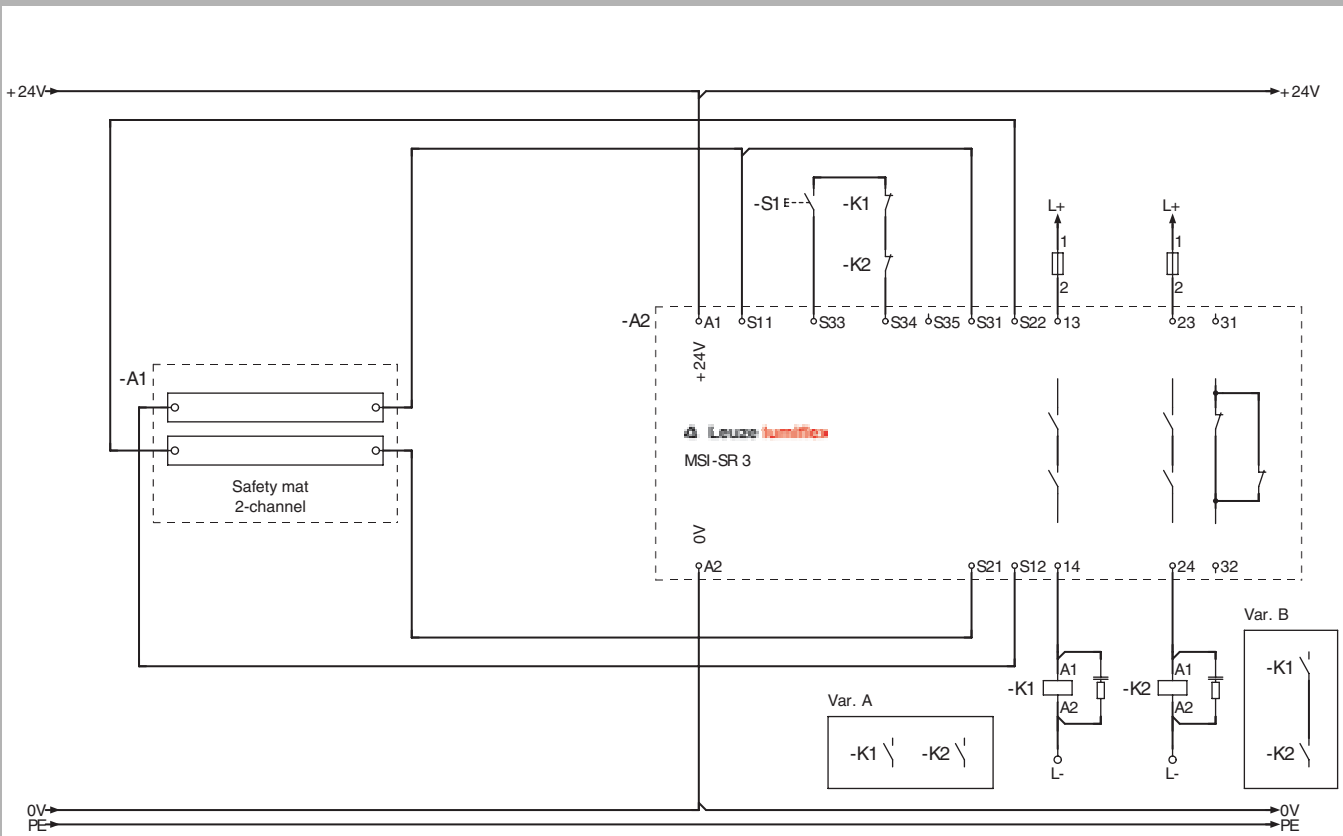 +24V
+24V
-S1
-K1
-K2
L+
1
2
L+
1
2
-A2
A1
S11
S33
S34
S35
S31
S22
13
23
31
+24V
-A1
Leuze lumiflex
MSI-SR 3
Safety mat
2-channel
0V
A2
S21
S12
14
24
32
Var. B
-K1
-K2
Var. A
-K1
-K2
-K1
A1
A2
L-
-K2
A1
A2
L-
0V
0V
PE
PE